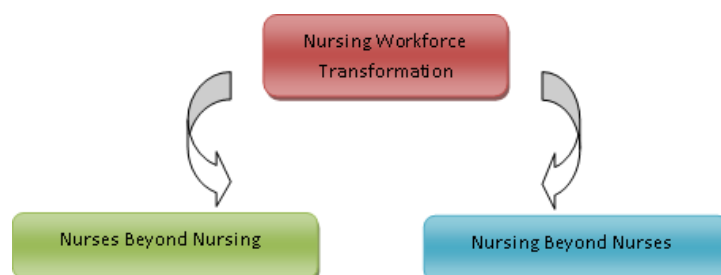 Nursing Workforce
Transformation
Nurses Beyond Nursing
Nursing Beyond Nurses